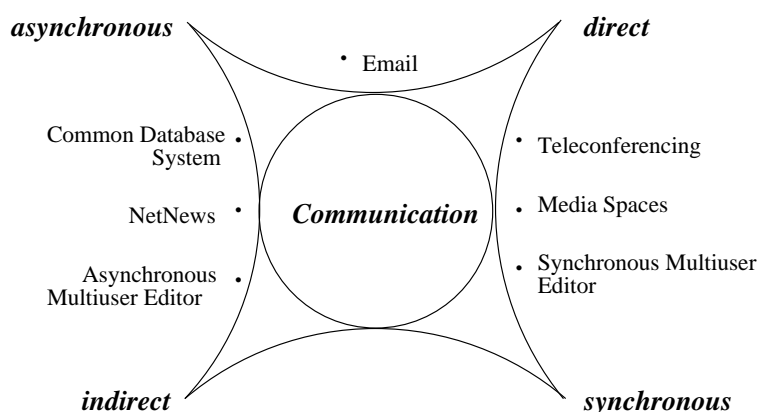 asynchronous
direct
• Email
Common Database
System
•
• Teleconferencing
NetNews •
Communication
• Media Spaces
Asynchronous
Multiuser Editor
•
• Synchronous Multiuser
Editor
indirect
synchronous